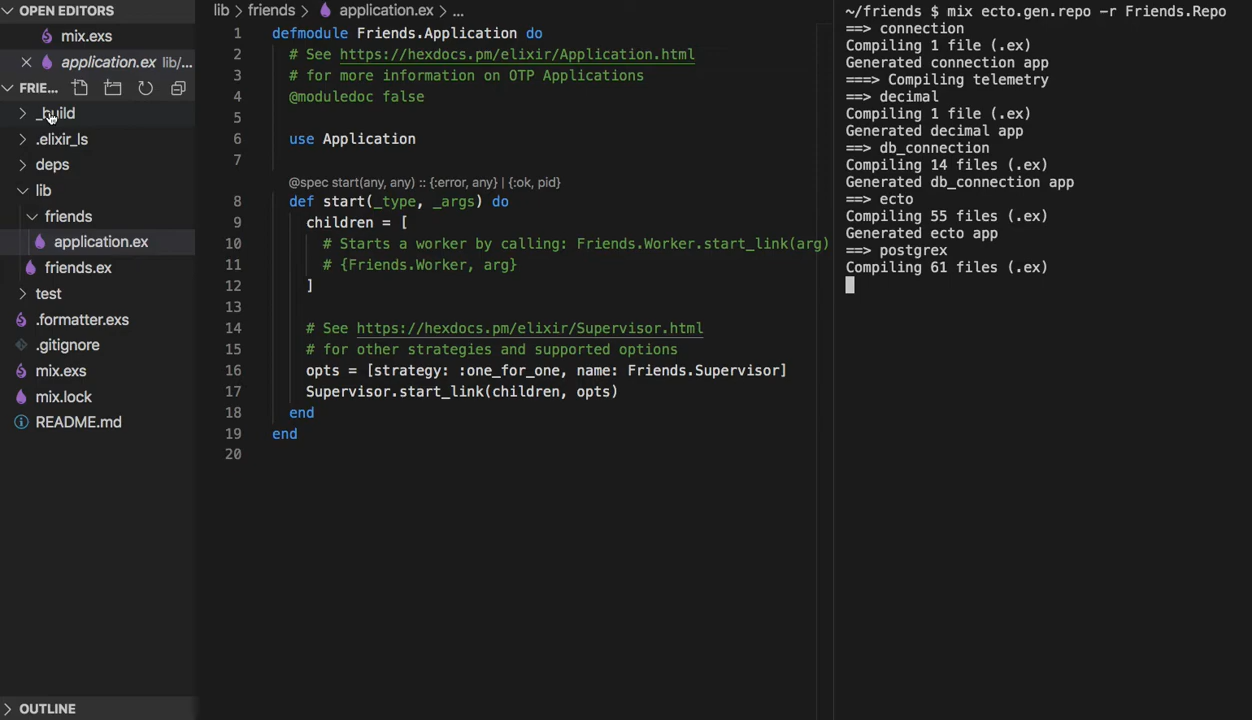 OPEN EDITORS
mix.exs
application.ex lib/...
FRIE...
_build
.elixir_ls
deps
lib
friends
application.ex
friends.ex
test
.formatter.exs
.gitignore
mix.exs
mix.lock
README.md
OUTLINE
lib > friends > application.ex > ...
1 defmodule Friends.Application do
2 # See https://hexdocs.pm/elixir/Application.html
3 # for more information on OTP Applications
4 @moduledoc false
5
6 use Application
7
@spec start(any, any) :: {:error, any} | {:ok, pid}
8 def start(_type, _args) do
9 children = [
10 # Starts a worker by calling: Friends.Worker.start_link(arg)
11 # {Friends.Worker, arg}
12 ]
13
14 # See https://hexdocs.pm/elixir/Supervisor.html
15 # for other strategies and supported options
16 opts = [strategy: :one_for_one, name: Friends.Supervisor]
17 Supervisor.start_link(children, opts)
18 end
19 end
20
~/friends $ mix ecto.gen.repo -r Friends.Repo
==> connection
Compiling 1 file (.ex)
Generated connection app
===> Compiling telemetry
==> decimal
Compiling 1 file (.ex)
Generated decimal app
==> db_connection
Compiling 14 files (.ex)
Generated db_connection app
==> ecto
Compiling 55 files (.ex)
Generated ecto app
==> postgrex
Compiling 61 files (.ex)